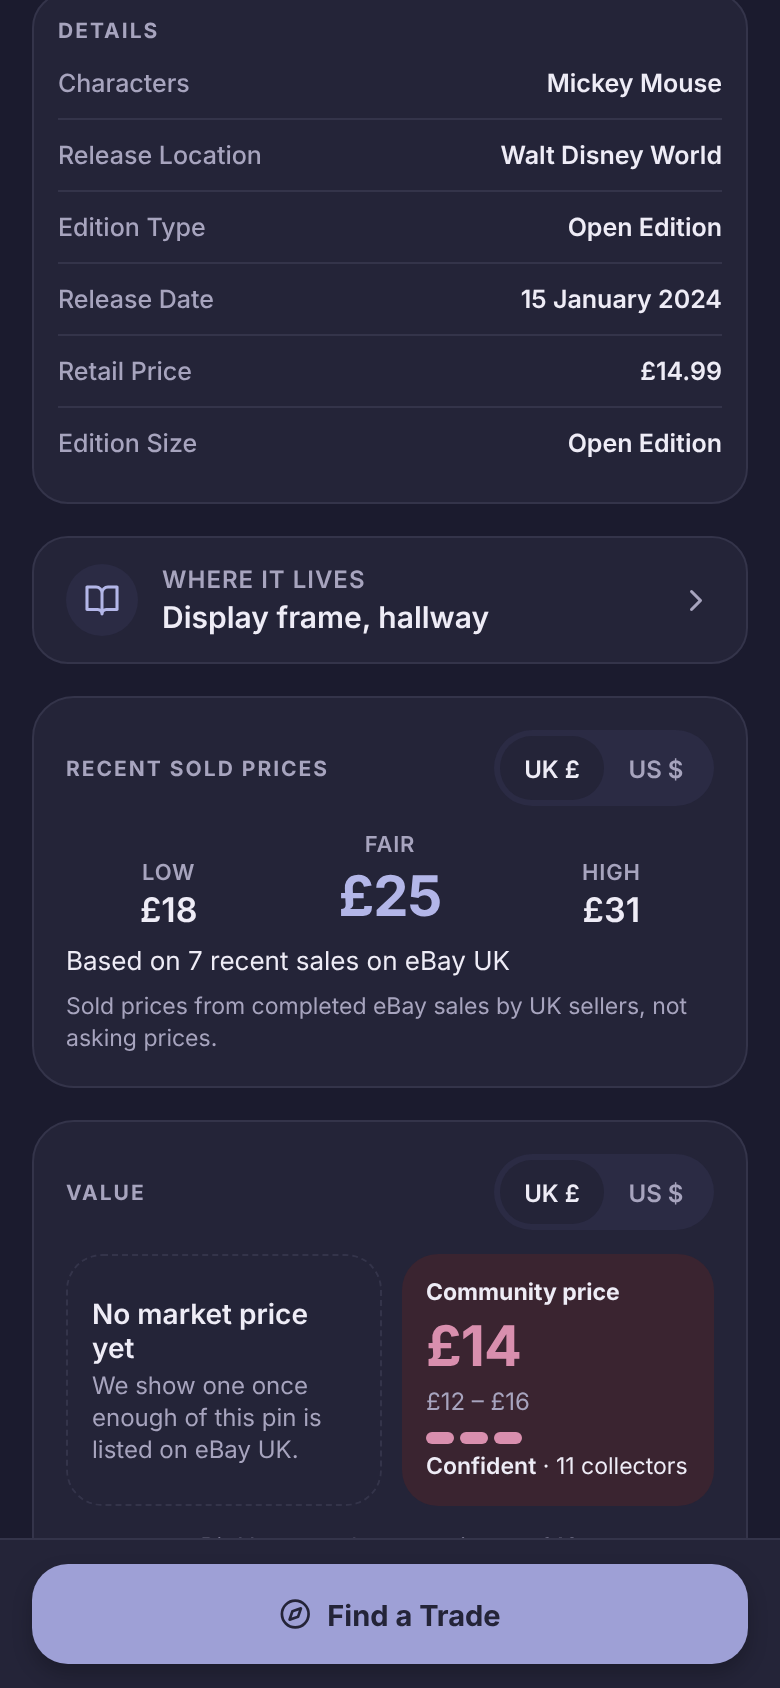 DETAILS
Characters Mickey Mouse
Release Location Walt Disney World
Edition Type Open Edition
Release Date 15 January 2024
Retail Price £14.99
Edition Size Open Edition
WHERE IT LIVES
Display frame, hallway
RECENT SOLD PRICES UK £ US $
FAIR
LOW HIGH
£25
£18 £31
Based on 7 recent sales on eBay UK
Sold prices from completed eBay sales by UK sellers, not
asking prices.
VALUE UK £ US $
No market price
yet
We show one once
enough of this pin is
listed on eBay UK.
Community price
£14
£12 – £16
Confident · 11 collectors
Find a Trade